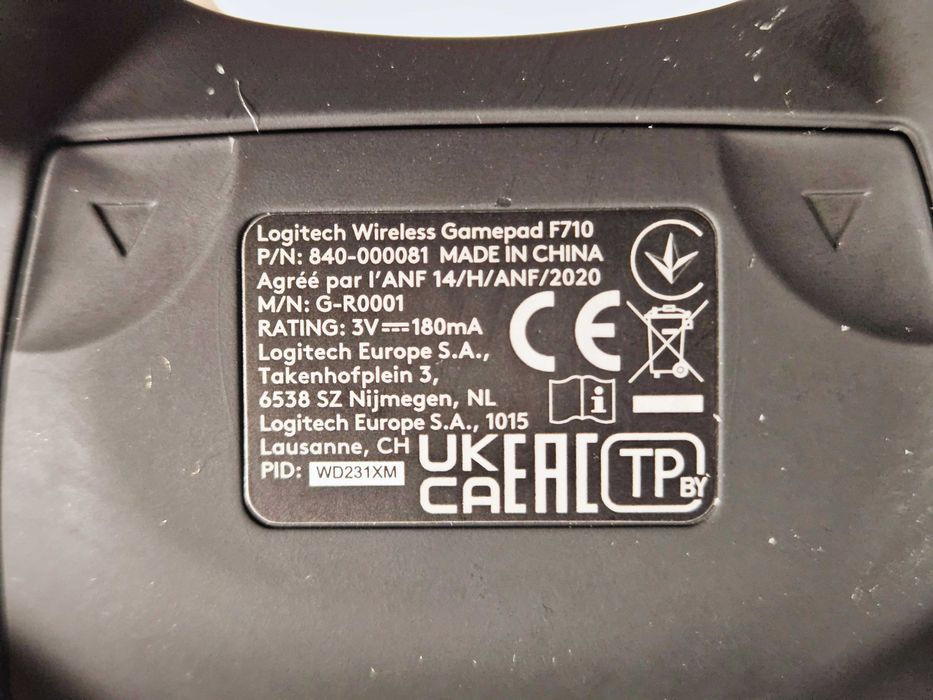 Logitech Wireless Gamepad F710
P/N: 840-000081 MADE IN CHINA
Agréé par l'ANF 14/H/ANF/2020
M/N: G-R0001
RATING: 3V⎓180mA
CE
Logitech Europe S.A.,
Takenhofplein 3,
6538 SZ Nijmegen, NL
i
Logitech Europe S.A., 1015
Lausanne, CH
PID: WD231XM
UK
CA
EAC
TP BY